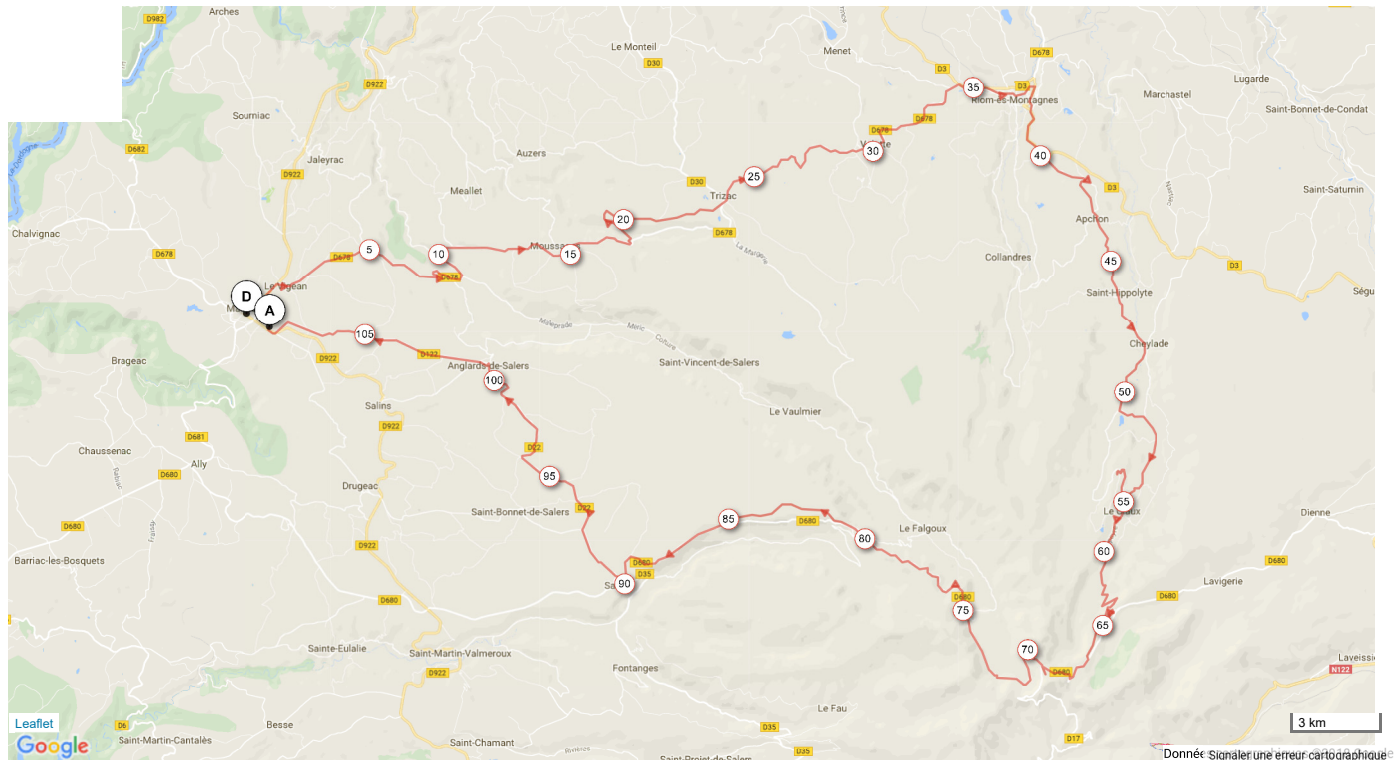 Arches
D982
Le Monteil
Menet
D678
D30
D3
Lugarde
D922
35
D3
Marchastel
Riom-ès-Montagnes
Saint-Bonnet-de-Condat
Sourniac
D678
D678
D682
Jaleyrac
Auzers
30
40
D922
25
D30
D3
Meallet
Trizac
Saint-Saturnin
20
Apchon
Chalvignac
D678
5
D678
10
15
D678
Collandres
45
D3
D678
Le Vigean
Saint-Hippolyte
D
A
105
Cheylade
D922
D122
Anglards-de-Salers
Saint-Vincent-de-Salers
Brageac
100
50
Salins
Le Vaulmier
D922
D681
D22
Chaussenac
Ally
D680
95
Drugeac
55
D22
Saint-Bonnet-de-Salers
85
Dienne
D680
D680
Le Falgoux
80
D922
60
Barriac-les-Bosquets
D680
D680
D35
90
Lavigerie
D680
D680
D680
75
65
Sainte-Eulalie
70
Saint-Martin-Valmeroux
Fontanges
D680
N122
D922
Le Fau
Leaflet
D6
Besse
D35
3 km
Google
Saint-Martin-Cantalès
Saint-Chamant
D35
D17
Signaler une erreur cartographique